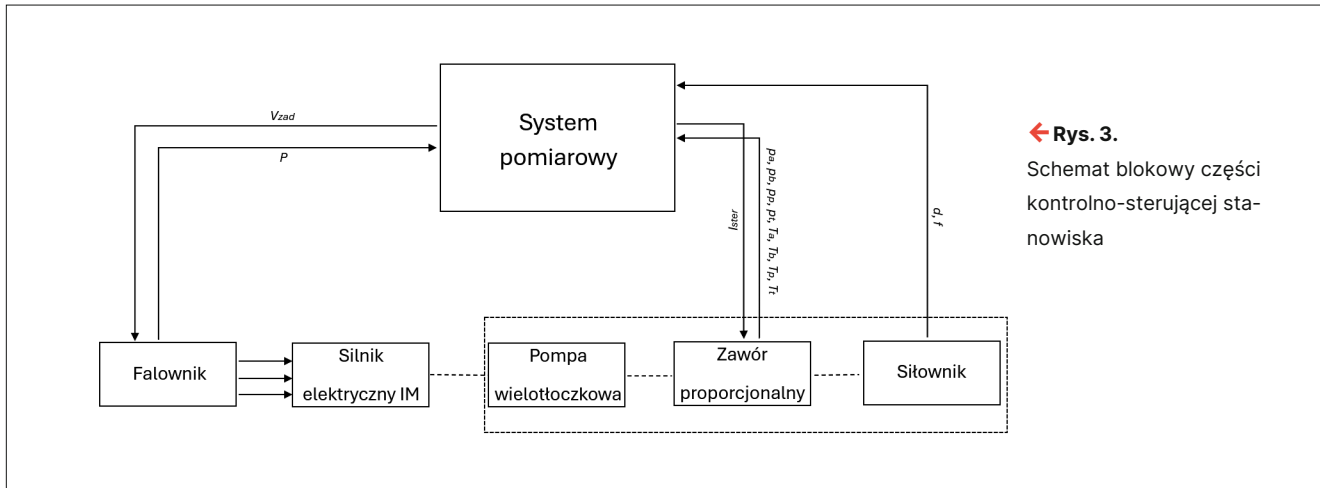 System
pomiarowy
Vzad
P
Ister
pa, pb, pp, pt, Ta, Tb, Tp, Tt
d, f
Falownik
Silnik
elektryczny IM
Pompa
wielotłoczkowa
Zawór
proporcjonalny
Siłownik
← Rys. 3.
Schemat blokowy części
kontrolno-sterującej sta-
nowiska